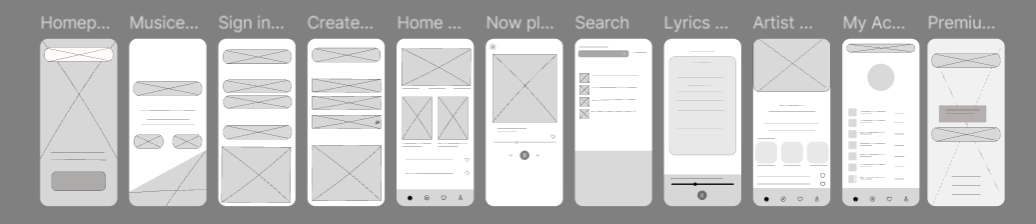 Homep...
Musice...
Sign in...
Create...
Home ...
Now pl...
Search
Lyrics ...
Artist ...
My Ac...
Premiu...